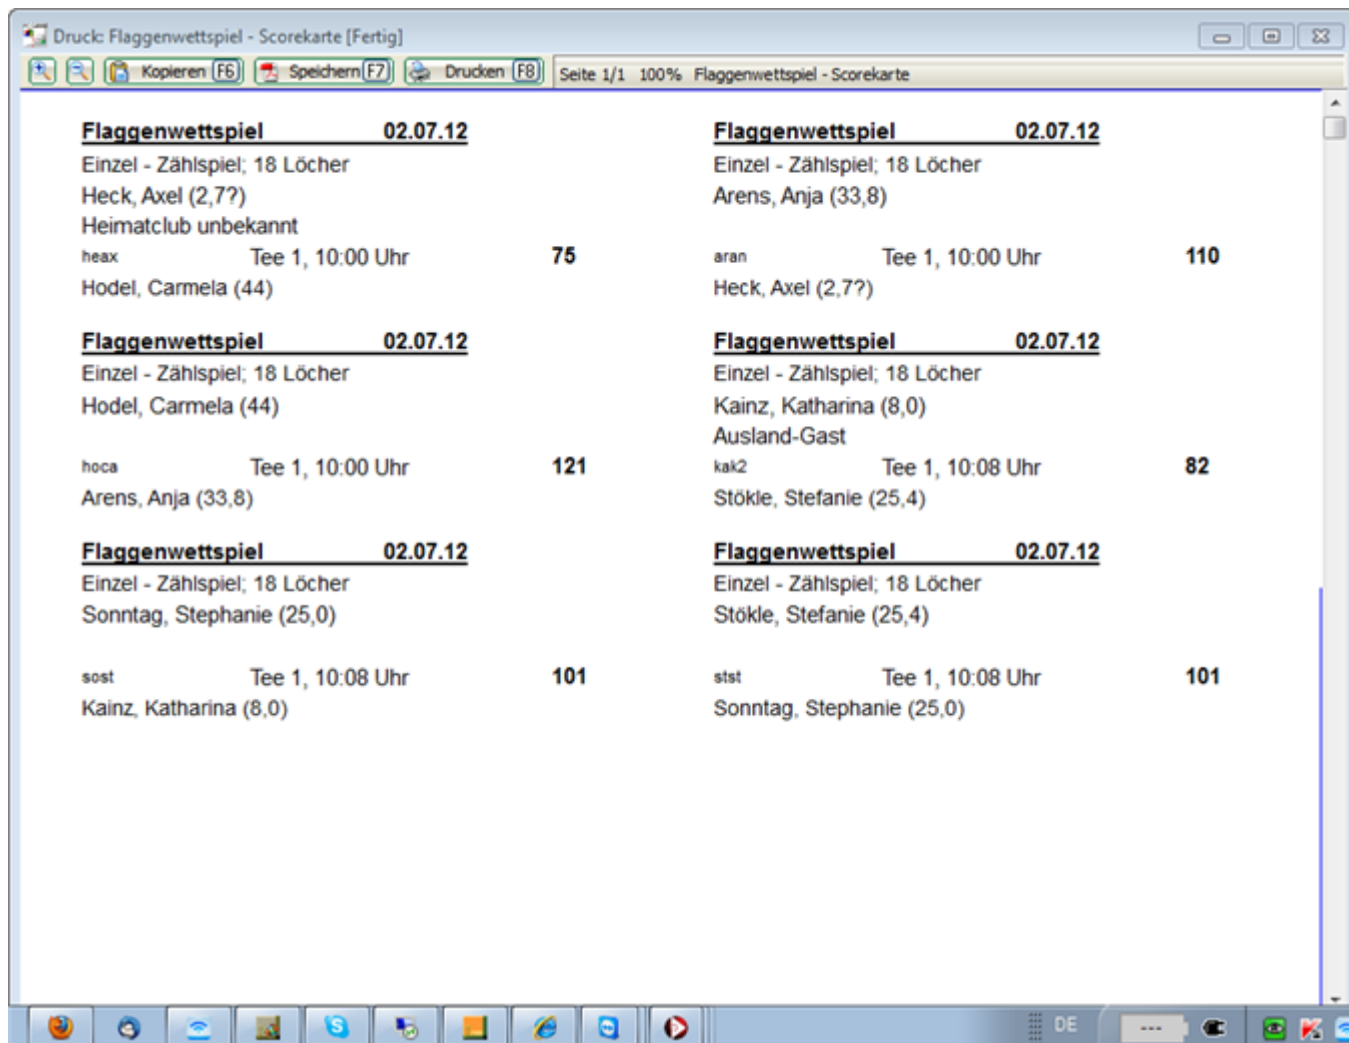 Druck: Flaggenwettspiel - Scorekarte [Fertig]
Kopieren F6 Speichern F7 Drucken F8 Seite 1/1 100% Flaggenwettspiel - Scorekarte
Flaggenwettspiel 02.07.12
Einzel - Zählspiel; 18 Löcher
Heck, Axel (2,7?)
Heimatclub unbekannt
heax Tee 1, 10:00 Uhr 75
Hodel, Carmela (44)
Flaggenwettspiel 02.07.12
Einzel - Zählspiel; 18 Löcher
Arens, Anja (33,8)
aran Tee 1, 10:00 Uhr 110
Heck, Axel (2,7?)
Flaggenwettspiel 02.07.12
Einzel - Zählspiel; 18 Löcher
Hodel, Carmela (44)
hoca Tee 1, 10:00 Uhr 121
Arens, Anja (33,8)
Flaggenwettspiel 02.07.12
Einzel - Zählspiel; 18 Löcher
Kainz, Katharina (8,0)
Ausland-Gast
kak2 Tee 1, 10:08 Uhr 82
Stökle, Stefanie (25,4)
Flaggenwettspiel 02.07.12
Einzel - Zählspiel; 18 Löcher
Sonntag, Stephanie (25,0)
sost Tee 1, 10:08 Uhr 101
Kainz, Katharina (8,0)
Flaggenwettspiel 02.07.12
Einzel - Zählspiel; 18 Löcher
Stökle, Stefanie (25,4)
stst Tee 1, 10:08 Uhr 101
Sonntag, Stephanie (25,0)
DE ---